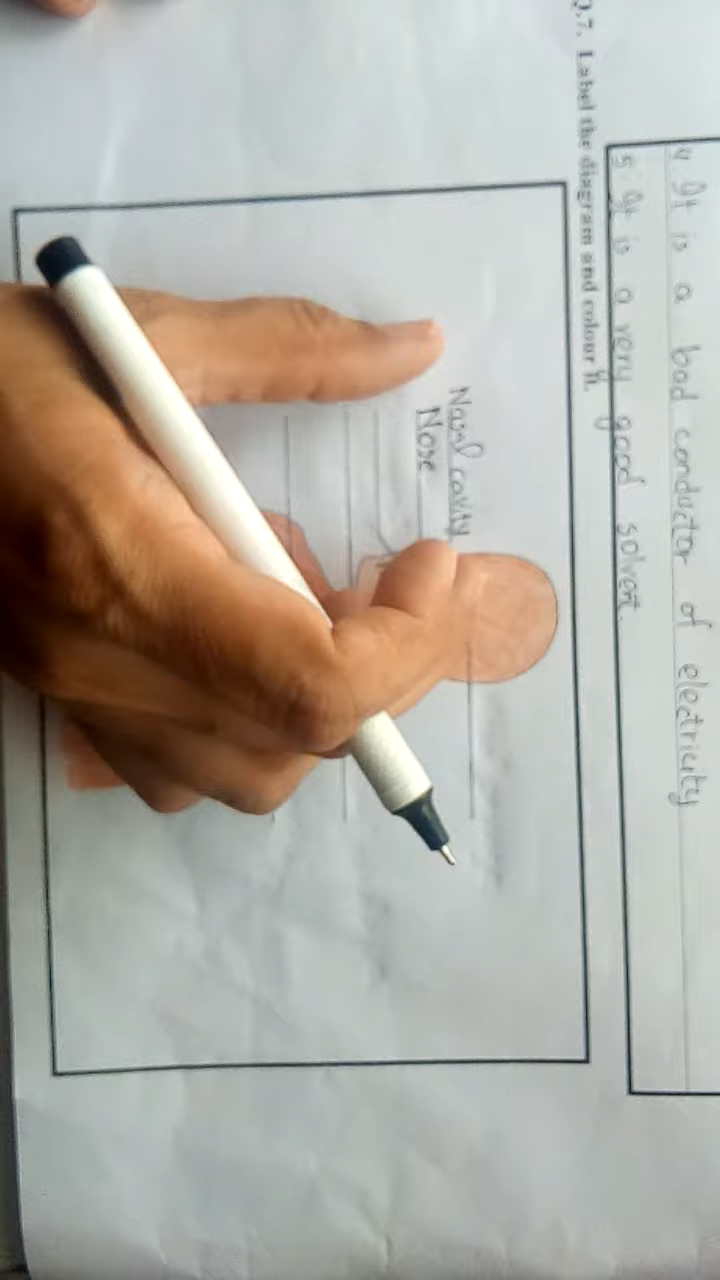 4. It is a bad conductor of electricity
5. It is a very good solvent.
Q.7. Label the diagram and colour it.
Nasal cavity
Nose